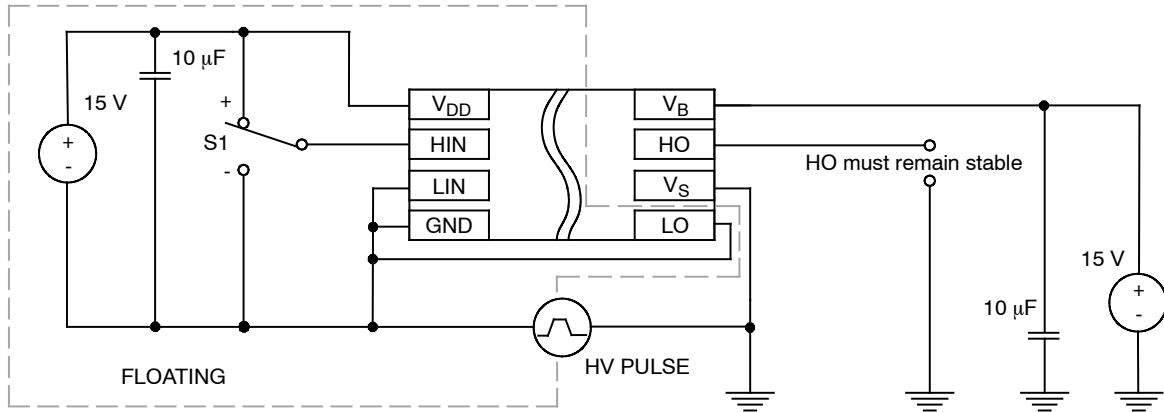 10 μF
15 V
+
-
+
S1
-
VDD
HIN
LIN
GND
VB
HO
VS
LO
HO must remain stable
15 V
+
-
10 μF
HV PULSE
FLOATING